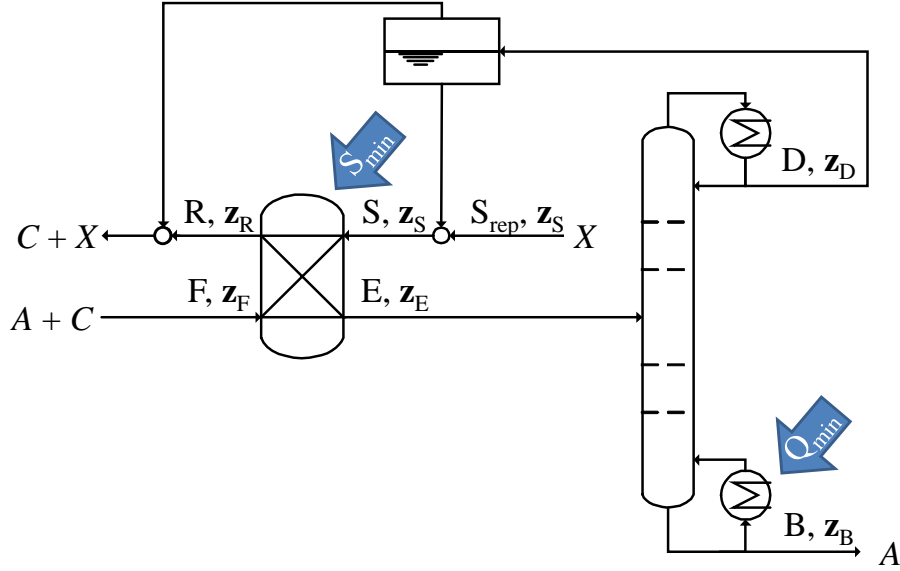 S_min
D, z_D
R, z_R
S, z_S
S_rep, z_S
C + X
X
F, z_F
E, z_E
A + C
Q_min
B, z_B
A